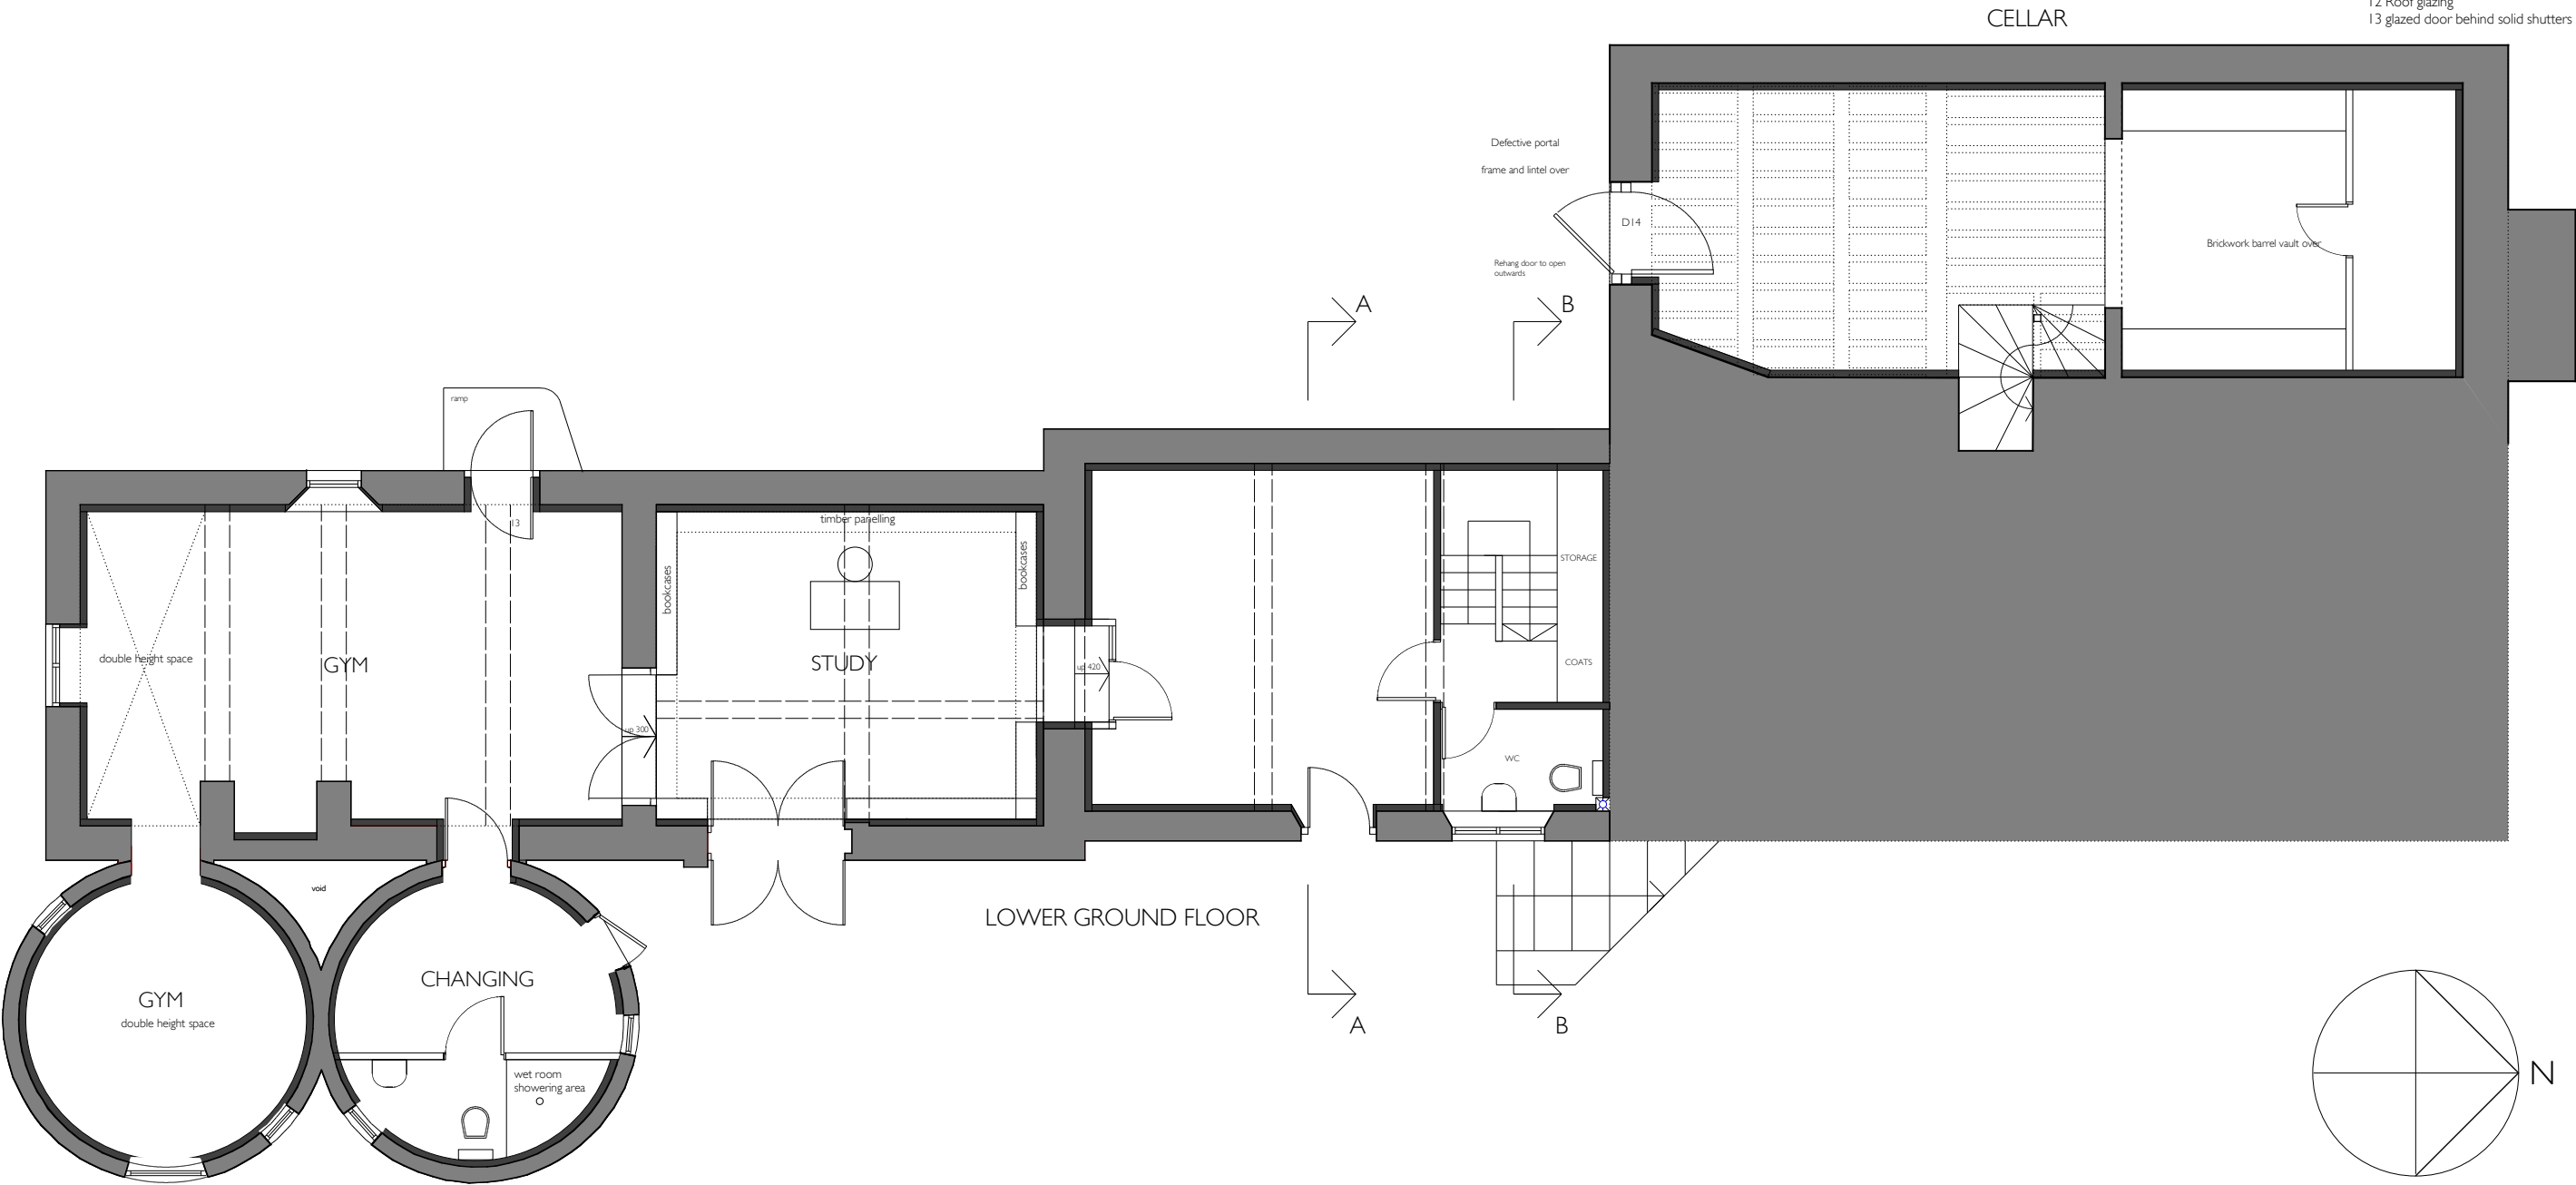 12 Roof glazing
13 glazed door behind solid shutters
CELLAR
Defective portal
frame and lintel over
D14
Rehang door to open
outwards
Brickwork barrel vault over
A
B
ramp
13
timber panelling
bookcases
bookcases
STORAGE
double height space
GYM
STUDY
up 420
COATS
up 300
WC
void
LOWER GROUND FLOOR
CHANGING
GYM
double height space
A
B
wet room
showering area
N